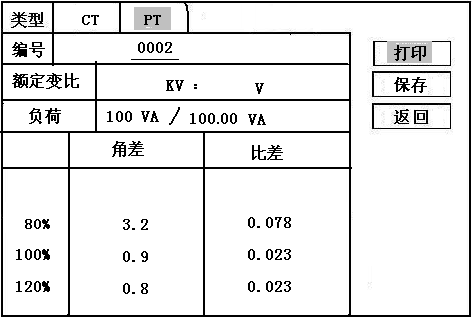 类型 CT PT
编号 0002 打印
额定变比 KV : V 保存
负荷 100 VA / 100.00 VA 返回
角差 比差
80% 3.2 0.078
100% 0.9 0.023
120% 0.8 0.023